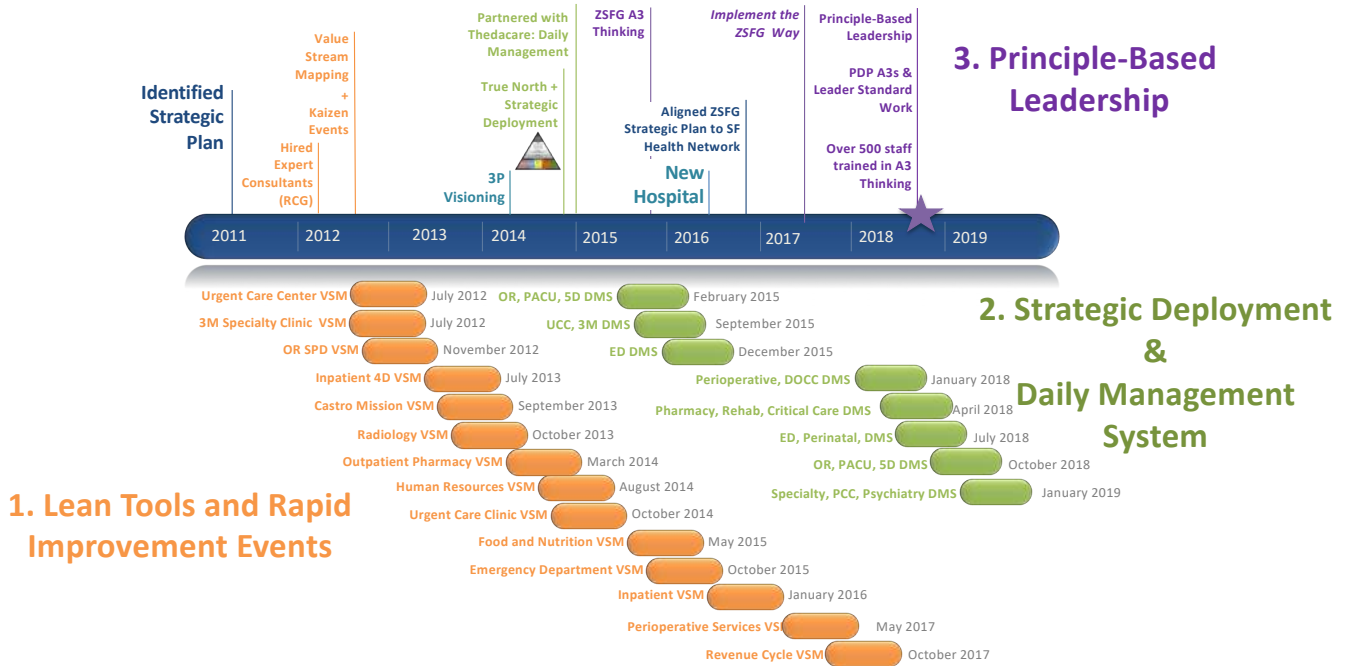 Identified
Strategic
Plan
Value
Stream
Mapping
+
Kaizen
Events
Hired
Expert
Consultants
(RCG)
3P
Visioning
Partnered with
Thedacare: Daily
Management
True North +
Strategic
Deployment
ZSFG A3
Thinking
Aligned ZSFG
Strategic Plan to SF
Health Network
New
Hospital
Implement the
ZSFG Way
Principle-Based
Leadership
PDP A3s &
Leader Standard
Work
Over 500 staff
trained in A3
Thinking
3. Principle-Based
Leadership
2011
2012
2013
2014
2015
2016
2017
2018
2019
Urgent Care Center VSM July 2012
3M Specialty Clinic VSM July 2012
OR SPD VSM November 2012
Inpatient 4D VSM July 2013
Castro Mission VSM September 2013
Radiology VSM October 2013
Outpatient Pharmacy VSM March 2014
Human Resources VSM August 2014
Urgent Care Clinic VSM October 2014
Food and Nutrition VSM May 2015
Emergency Department VSM October 2015
Inpatient VSM January 2016
Perioperative Services VSM May 2017
Revenue Cycle VSM October 2017
1. Lean Tools and Rapid
Improvement Events
OR, PACU, 5D DMS February 2015
UCC, 3M DMS September 2015
ED DMS December 2015
Perioperative, DOCC DMS January 2018
Pharmacy, Rehab, Critical Care DMS April 2018
ED, Perinatal, DMS July 2018
OR, PACU, 5D DMS October 2018
Specialty, PCC, Psychiatry DMS January 2019
2. Strategic Deployment
&
Daily Management
System